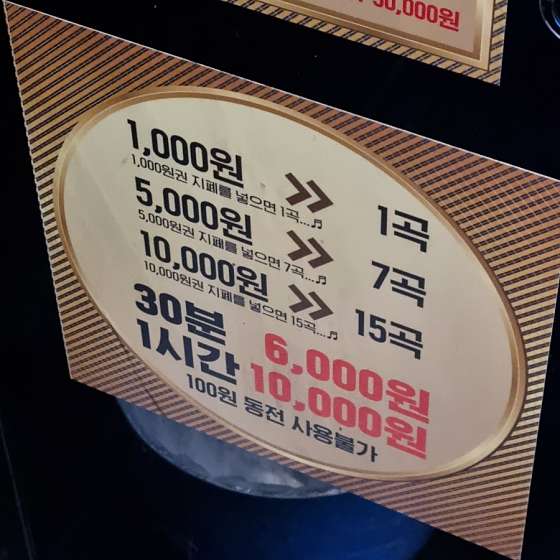 50,000원
1,000원 >> 1곡
1,000원권 지폐를 넣으면 1곡...♬
5,000원 >> 7곡
5,000원권 지폐를 넣으면 7곡...♬
10,000원 >> 15곡
10,000원권 지폐를 넣으면 15곡...♬
30분 6,000원
1시간 10,000원
100원 동전 사용불가